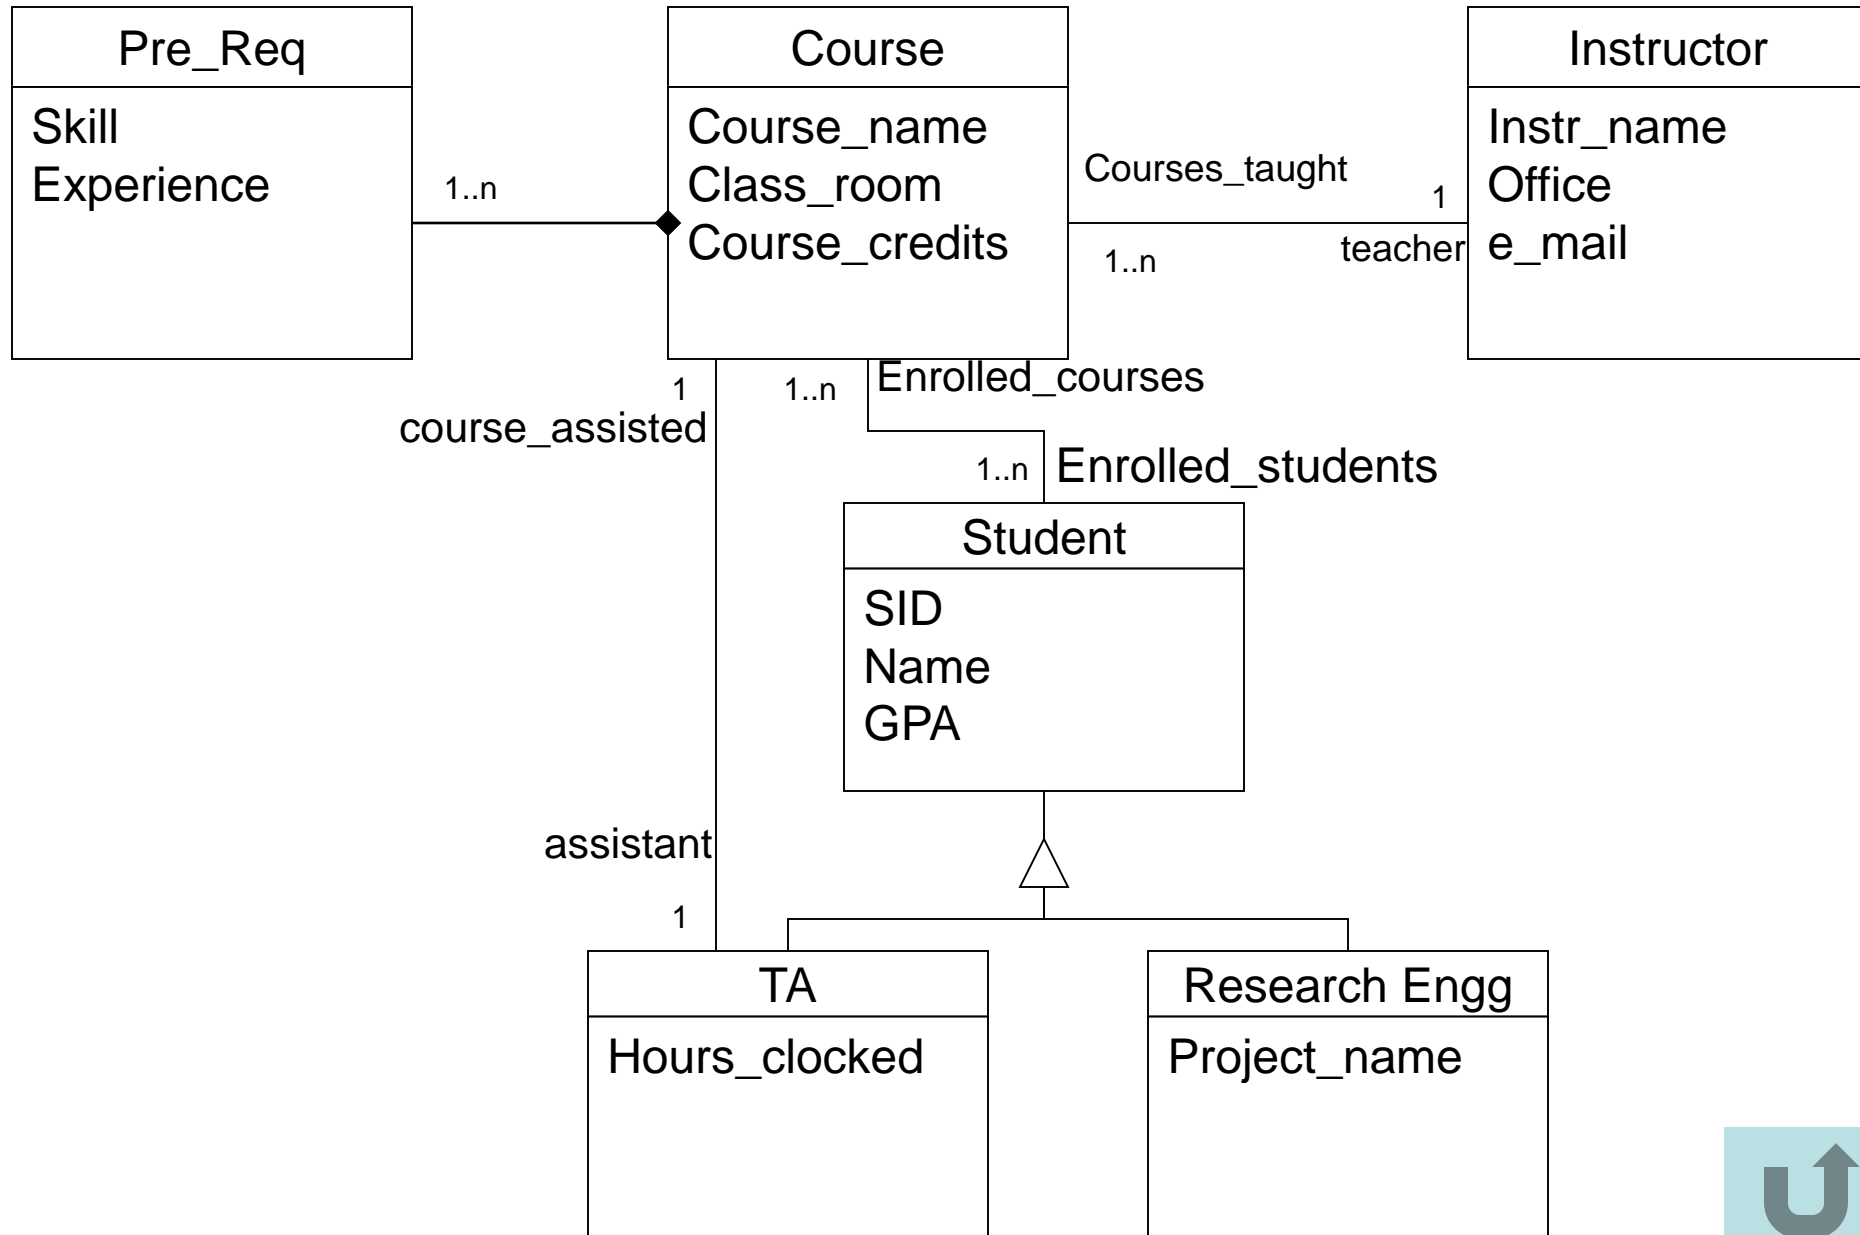 Pre_Req
Skill
Experience
1..n
Course
Course_name
Class_room
Course_credits
Courses_taught
1..n
1
teacher
Instructor
Instr_name
Office
e_mail
1
course_assisted
1..n
Enrolled_courses
1..n
Enrolled_students
Student
SID
Name
GPA
assistant
1
TA
Hours_clocked
Research Engg
Project_name